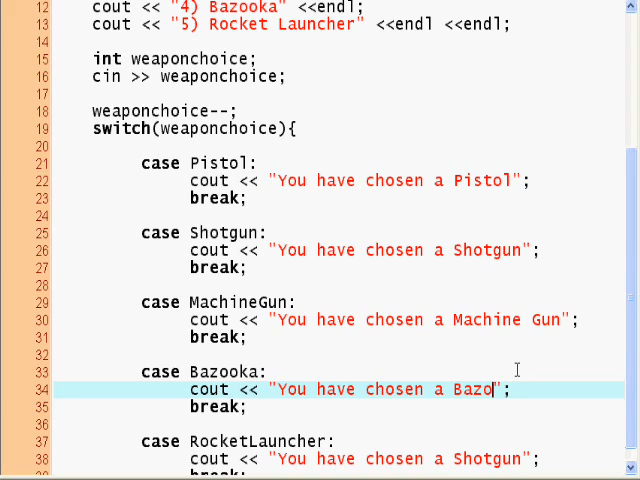 12 cout << "4) Bazooka" <<endl;
13 cout << "5) Rocket Launcher" <<endl <<endl;
14
15 int weaponchoice;
16 cin >> weaponchoice;
17
18 weaponchoice--;
19 switch(weaponchoice){
20
21 case Pistol:
22 cout << "You have chosen a Pistol";
23 break;
24
25 case Shotgun:
26 cout << "You have chosen a Shotgun";
27 break;
28
29 case MachineGun:
30 cout << "You have chosen a Machine Gun";
31 break;
32
33 case Bazooka:
34 cout << "You have chosen a Bazo";
35 break;
36
37 case RocketLauncher:
38 cout << "You have chosen a Shotgun";